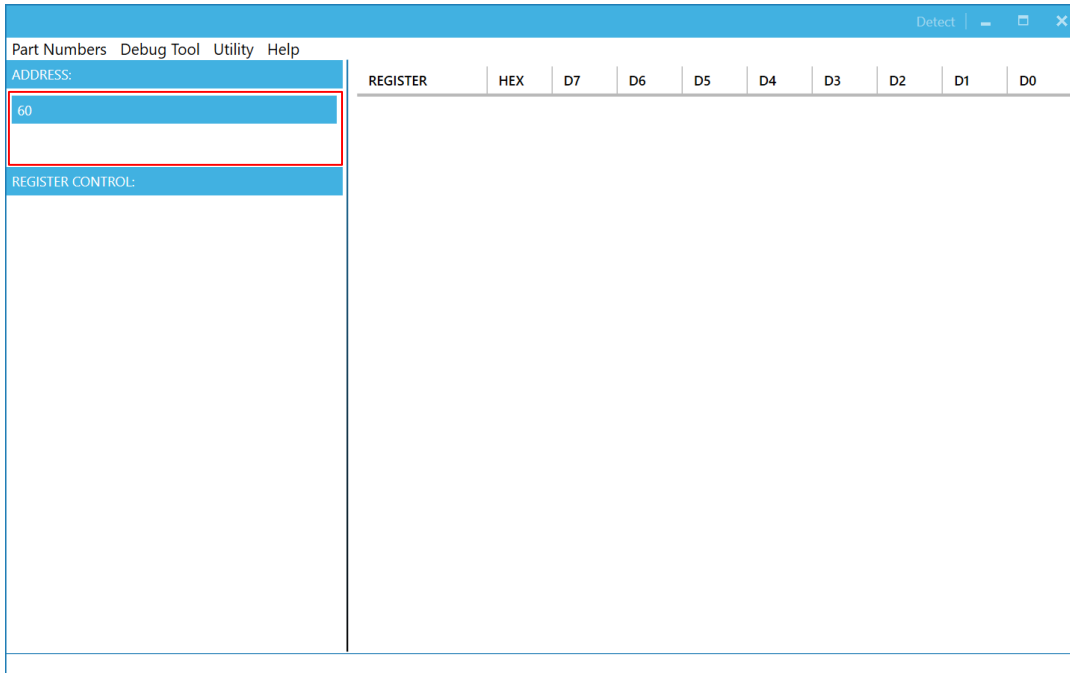 Detect
Part Numbers Debug Tool Utility Help
ADDRESS:
60
REGISTER CONTROL:
REGISTER HEX D7 D6 D5 D4 D3 D2 D1 D0